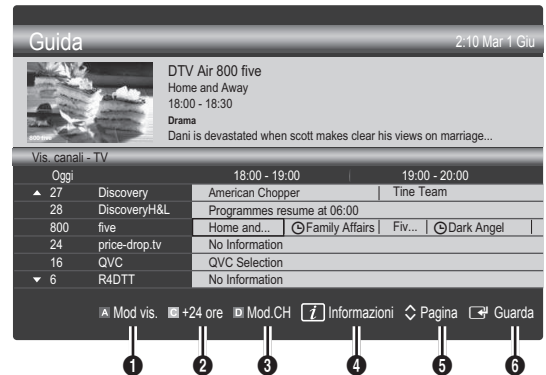 Guida 2:10 Mar 1 Giu
DTV Air 800 five
Home and Away
18:00 - 18:30
Drama
Dani is devastated when scott makes clear his views on marriage...
800 five
Vis. canali - TV
Oggi 18:00 - 19:00 19:00 - 20:00
▲ 27 Discovery American Chopper Tine Team
28 DiscoveryH&L Programmes resume at 06:00
800 five Home and... Family Affairs Fiv... Dark Angel
24 price-drop.tv No Information
16 QVC QVC Selection
▼ 6 R4DTT No Information
A Mod vis. C +24 ore D Mod.CH i Informazioni Pagina Guarda
1 2 3 4 5 6